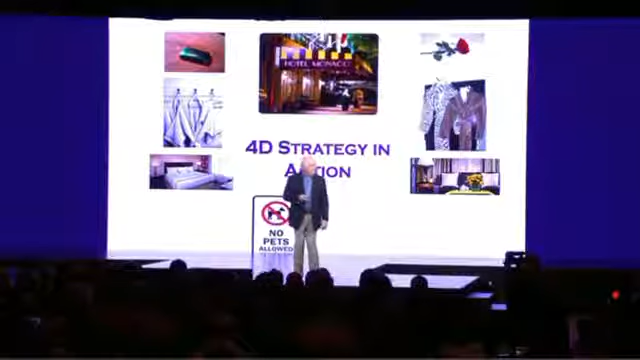 HOTEL MONACO
4D STRATEGY IN
ACTION
NO
PETS
ALLOWED